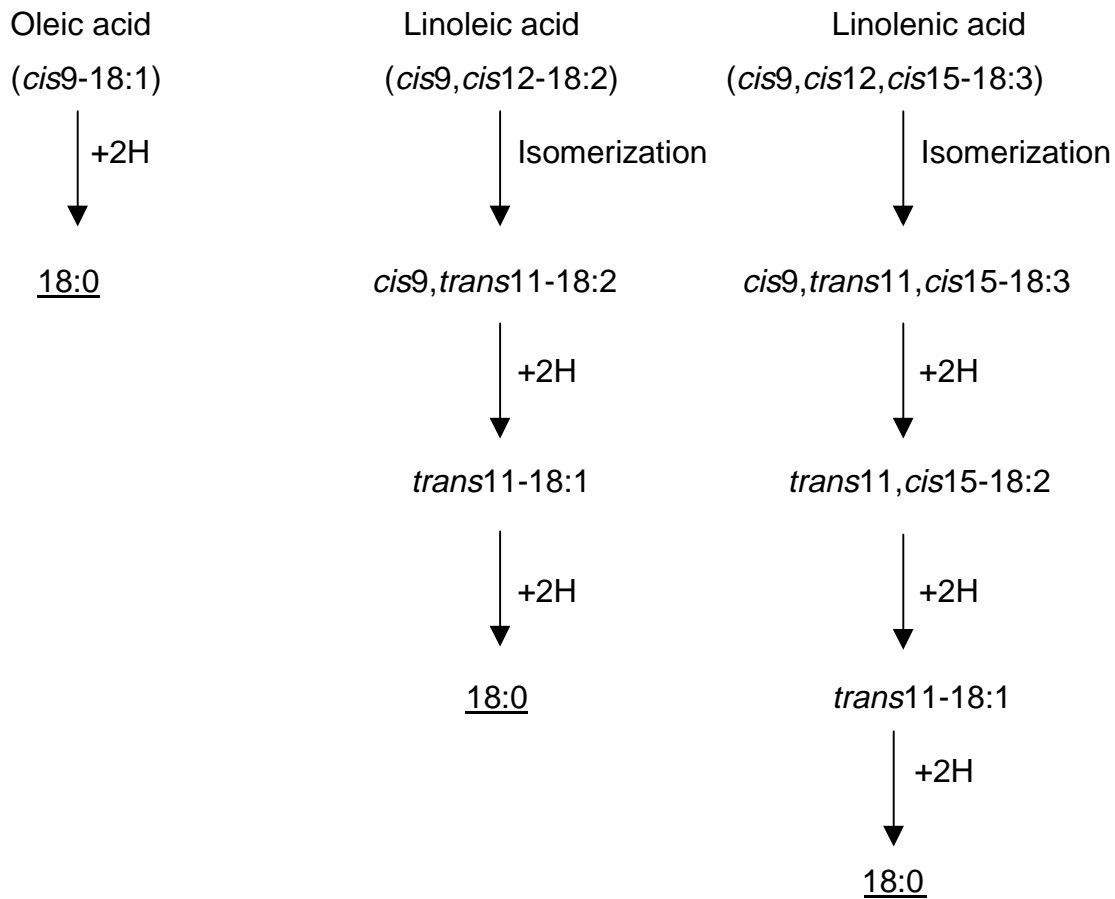 Oleic acid Linoleic acid Linolenic acid
(cis9-18:1) (cis9,cis12-18:2) (cis9,cis12,cis15-18:3)
+2H Isomerization Isomerization
18:0 cis9,trans11-18:2 cis9,trans11,cis15-18:3
+2H +2H
trans11-18:1 trans11,cis15-18:2
+2H +2H
18:0 trans11-18:1
+2H
18:0